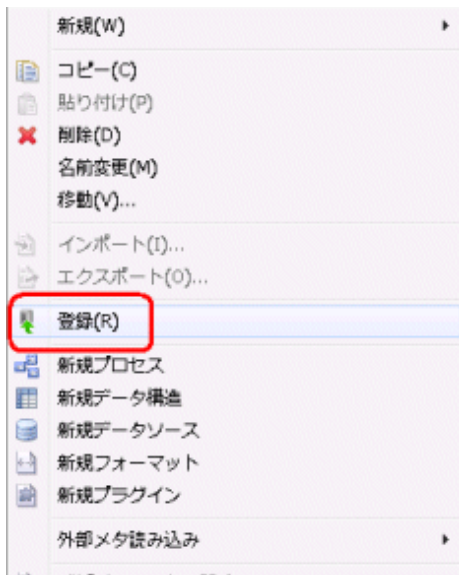 新規(W)
コピー(C)
貼り付け(P)
削除(D)
名前変更(M)
移動(V)...
インポート(I)...
エクスポート(O)...
登録(R)
新規プロセス
新規データ構造
新規データソース
新規フォーマット
新規プラグイン
外部メタ読み込み